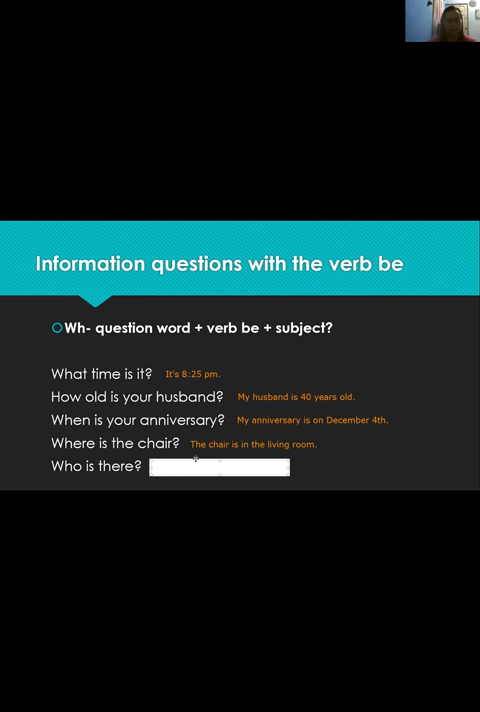 Information questions with the verb be
Wh- question word + verb be + subject?
What time is it? It's 8:25 pm.
How old is your husband? My husband is 40 years old.
When is your anniversary? My anniversary is on December 4th.
Where is the chair? The chair is in the living room.
Who is there?